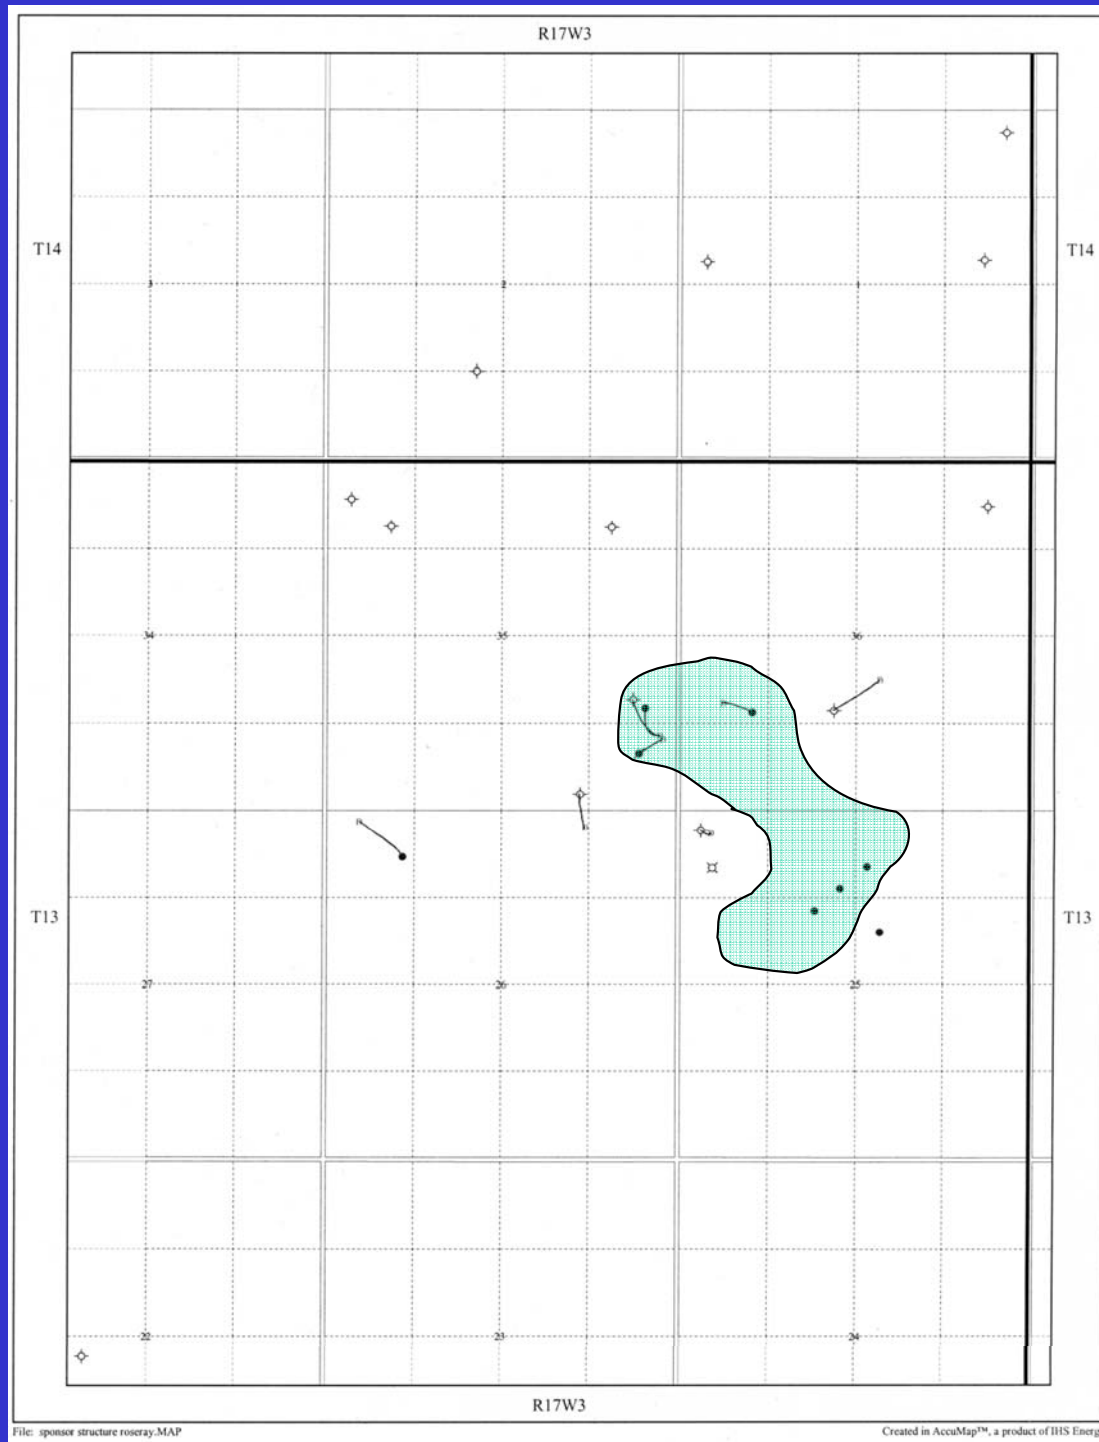 R17W3
T14
T14
3
2
1
34
35
36
T13
T13
27
26
25
22
23
24
R17W3
File: sponsor structure roseray.MAP
Created in AccuMap™, a product of IHS Energ